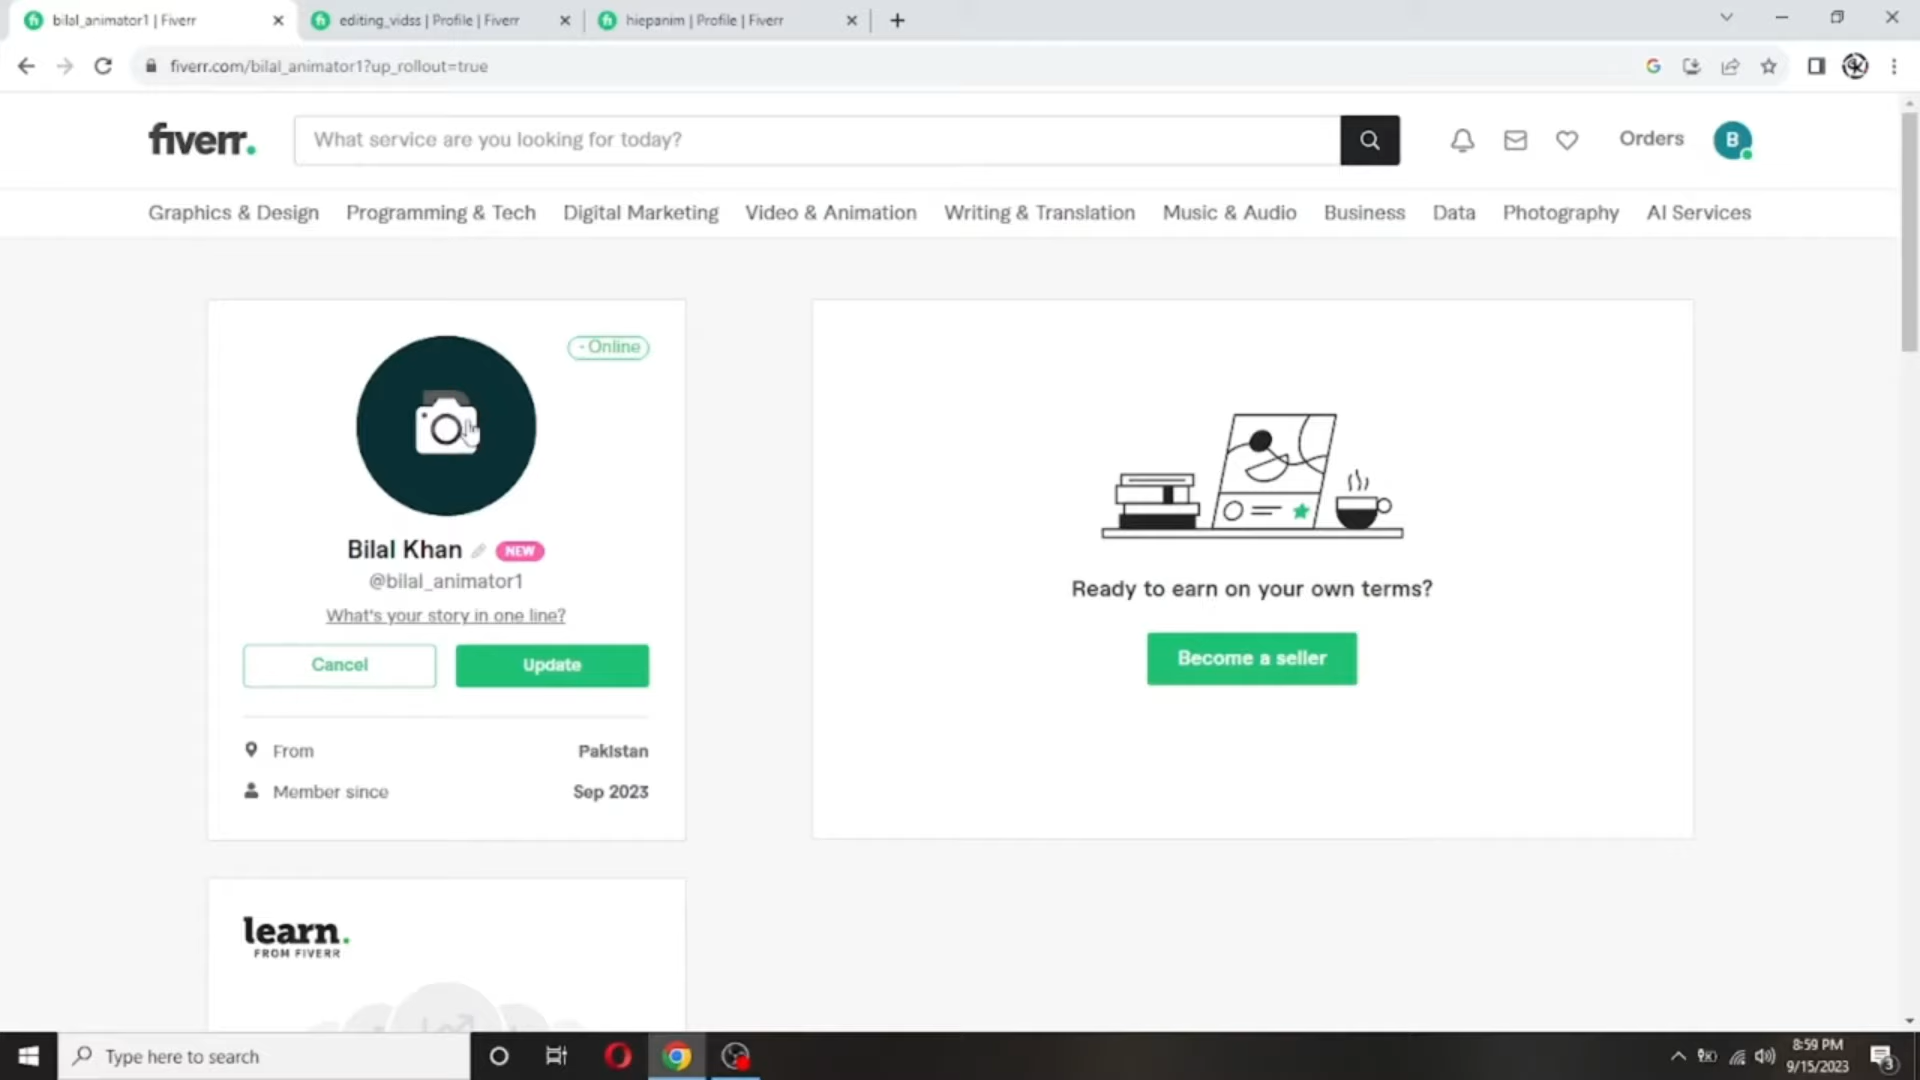 bilal_animator1 | Fiverr
editing_vidss | Profile | Fiverr
hiepanim | Profile | Fiverr
fiverr.com/bilal_animator1?up_rollout=true
fiverr.
What service are you looking for today?
Orders
B
Graphics & Design
Programming & Tech
Digital Marketing
Video & Animation
Writing & Translation
Music & Audio
Business
Data
Photography
AI Services
Online
Bilal Khan
NEW
@bilal_animator1
What's your story in one line?
Cancel
Update
From
Pakistan
Member since
Sep 2023
Ready to earn on your own terms?
Become a seller
learn.
FROM FIVERR
Type here to search
8:59 PM
9/15/2023
3